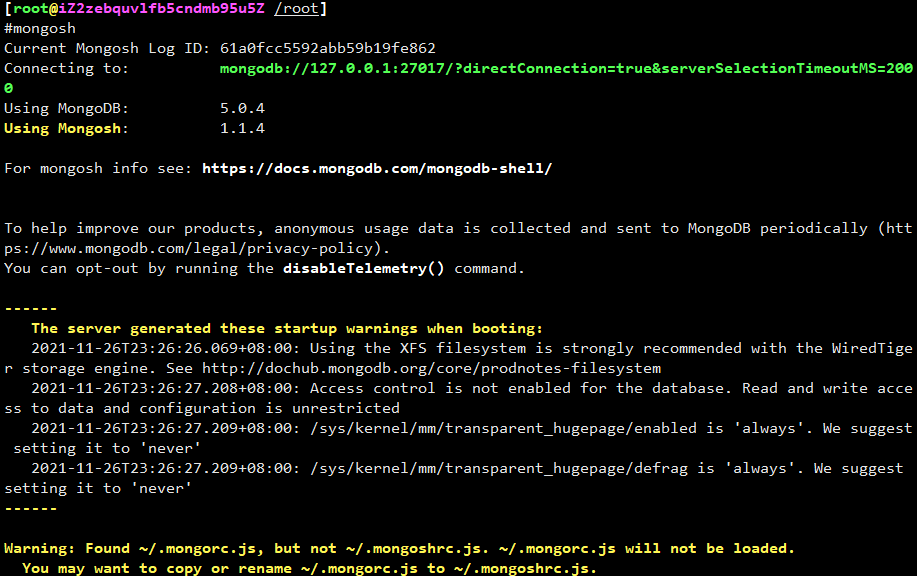 [root@iZ2zebquvlfb5cndmb95u5Z /root]
#mongosh
Current Mongosh Log ID: 61a0fcc5592abb59b19fe862
Connecting to:          mongodb://127.0.0.1:27017/?directConnection=true&serverSelectionTimeoutMS=200
0
Using MongoDB:          5.0.4
Using Mongosh:          1.1.4
For mongosh info see: https://docs.mongodb.com/mongodb-shell/
To help improve our products, anonymous usage data is collected and sent to MongoDB periodically (htt
ps://www.mongodb.com/legal/privacy-policy).
You can opt-out by running the disableTelemetry() command.
------
   The server generated these startup warnings when booting:
   2021-11-26T23:26:26.069+08:00: Using the XFS filesystem is strongly recommended with the WiredTige
r storage engine. See http://dochub.mongodb.org/core/prodnotes-filesystem
   2021-11-26T23:26:27.208+08:00: Access control is not enabled for the database. Read and write acce
ss to data and configuration is unrestricted
   2021-11-26T23:26:27.209+08:00: /sys/kernel/mm/transparent_hugepage/enabled is 'always'. We suggest
 setting it to 'never'
   2021-11-26T23:26:27.209+08:00: /sys/kernel/mm/transparent_hugepage/defrag is 'always'. We suggest
setting it to 'never'
------
Warning: Found ~/.mongorc.js, but not ~/.mongoshrc.js. ~/.mongorc.js will not be loaded.
  You may want to copy or rename ~/.mongorc.js to ~/.mongoshrc.js.